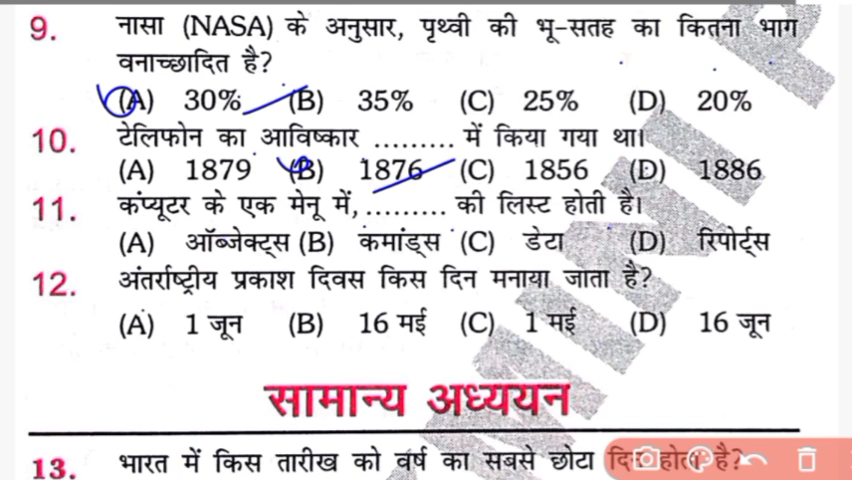 9. नासा (NASA) के अनुसार, पृथ्वी की भू-सतह का कितना भाग
वनाच्छादित है?
(A) 30% (B) 35% (C) 25% (D) 20%
10. टेलिफोन का आविष्कार ......... में किया गया था।
(A) 1879 (B) 1876 (C) 1856 (D) 1886
11. कंप्यूटर के एक मेनू में, ......... की लिस्ट होती है।
(A) ऑब्जेक्ट्स (B) कमांड्स (C) डेटा (D) रिपोर्ट्स
12. अंतर्राष्ट्रीय प्रकाश दिवस किस दिन मनाया जाता है?
(A) 1 जून (B) 16 मई (C) 1 मई (D) 16 जून
सामान्य अध्ययन
13. भारत में किस तारीख को वर्ष का सबसे छोटा दिन होता है?